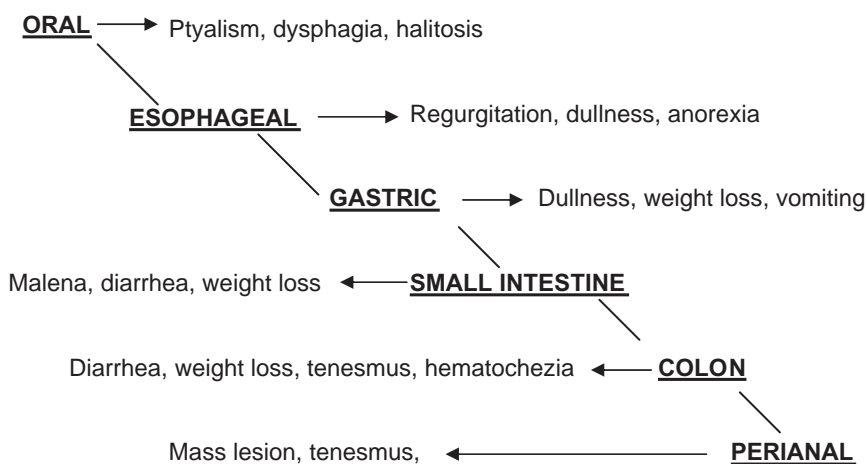 ORAL Ptyalism, dysphagia, halitosis
ESOPHAGEAL Regurgitation, dullness, anorexia
GASTRIC Dullness, weight loss, vomiting
Malena, diarrhea, weight loss SMALL INTESTINE
Diarrhea, weight loss, tenesmus, hematochezia COLON
Mass lesion, tenesmus, PERIANAL